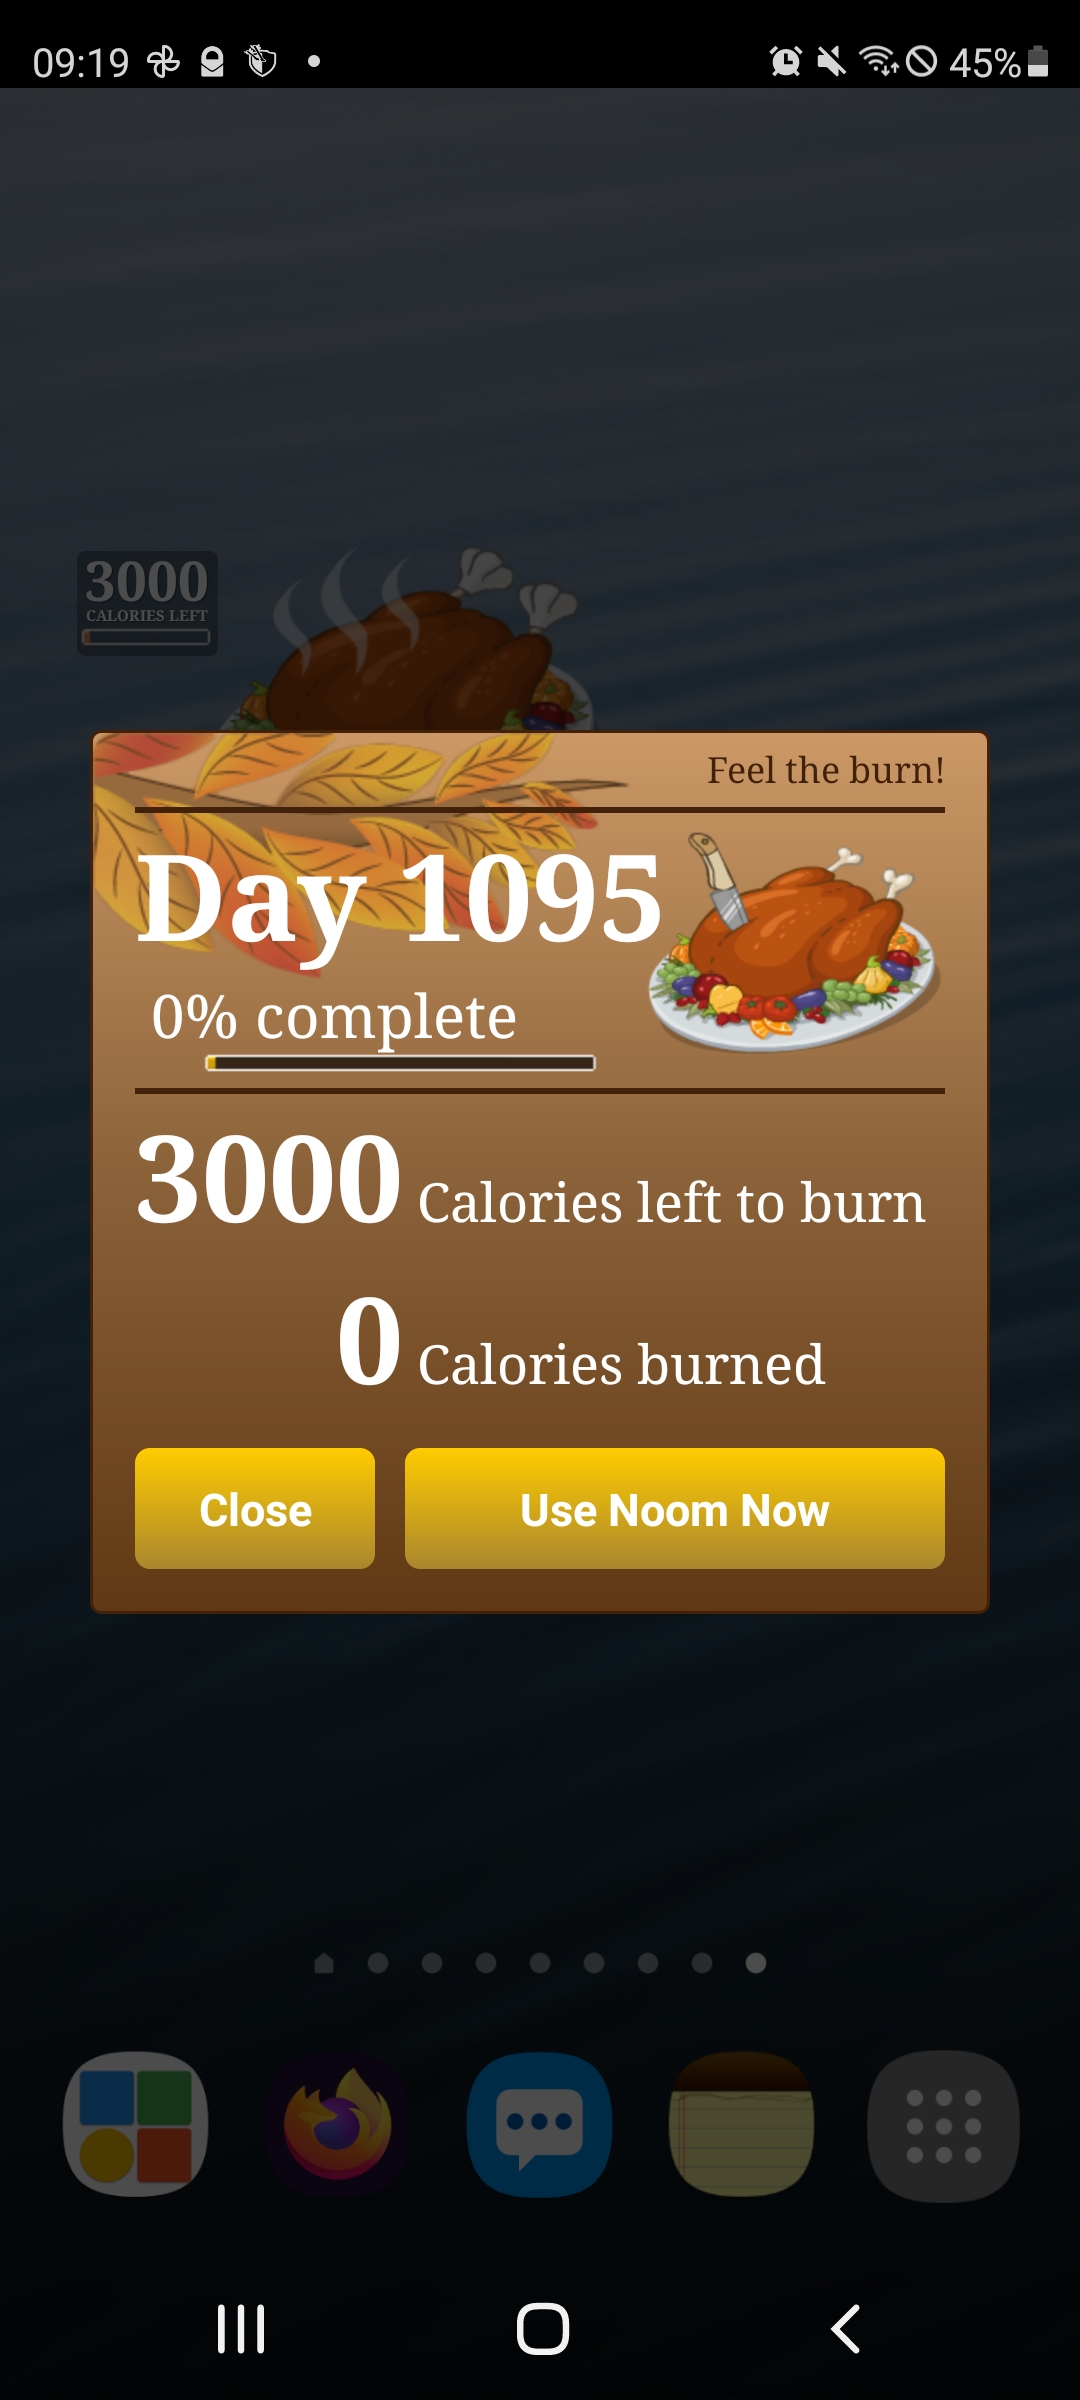 09:19
45%
3000
CALORIES LEFT
Feel the burn!
Day 1095
0% complete
3000 Calories left to burn
0 Calories burned
Close
Use Noom Now